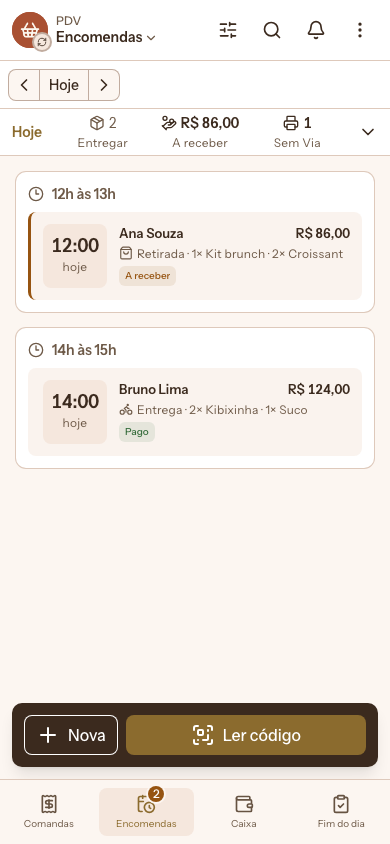 PDV
Encomendas
Hoje
Hoje
2
Entregar
R$ 86,00
A receber
1
Sem Via
12h às 13h
12:00
hoje
Ana Souza
R$ 86,00
Retirada · 1× Kit brunch · 2× Croissant
A receber
14h às 15h
14:00
hoje
Bruno Lima
R$ 124,00
Entrega · 2× Kibixinha · 1× Suco
Pago
Nova
Ler código
Comandas
2
Encomendas
Caixa
Fim do dia